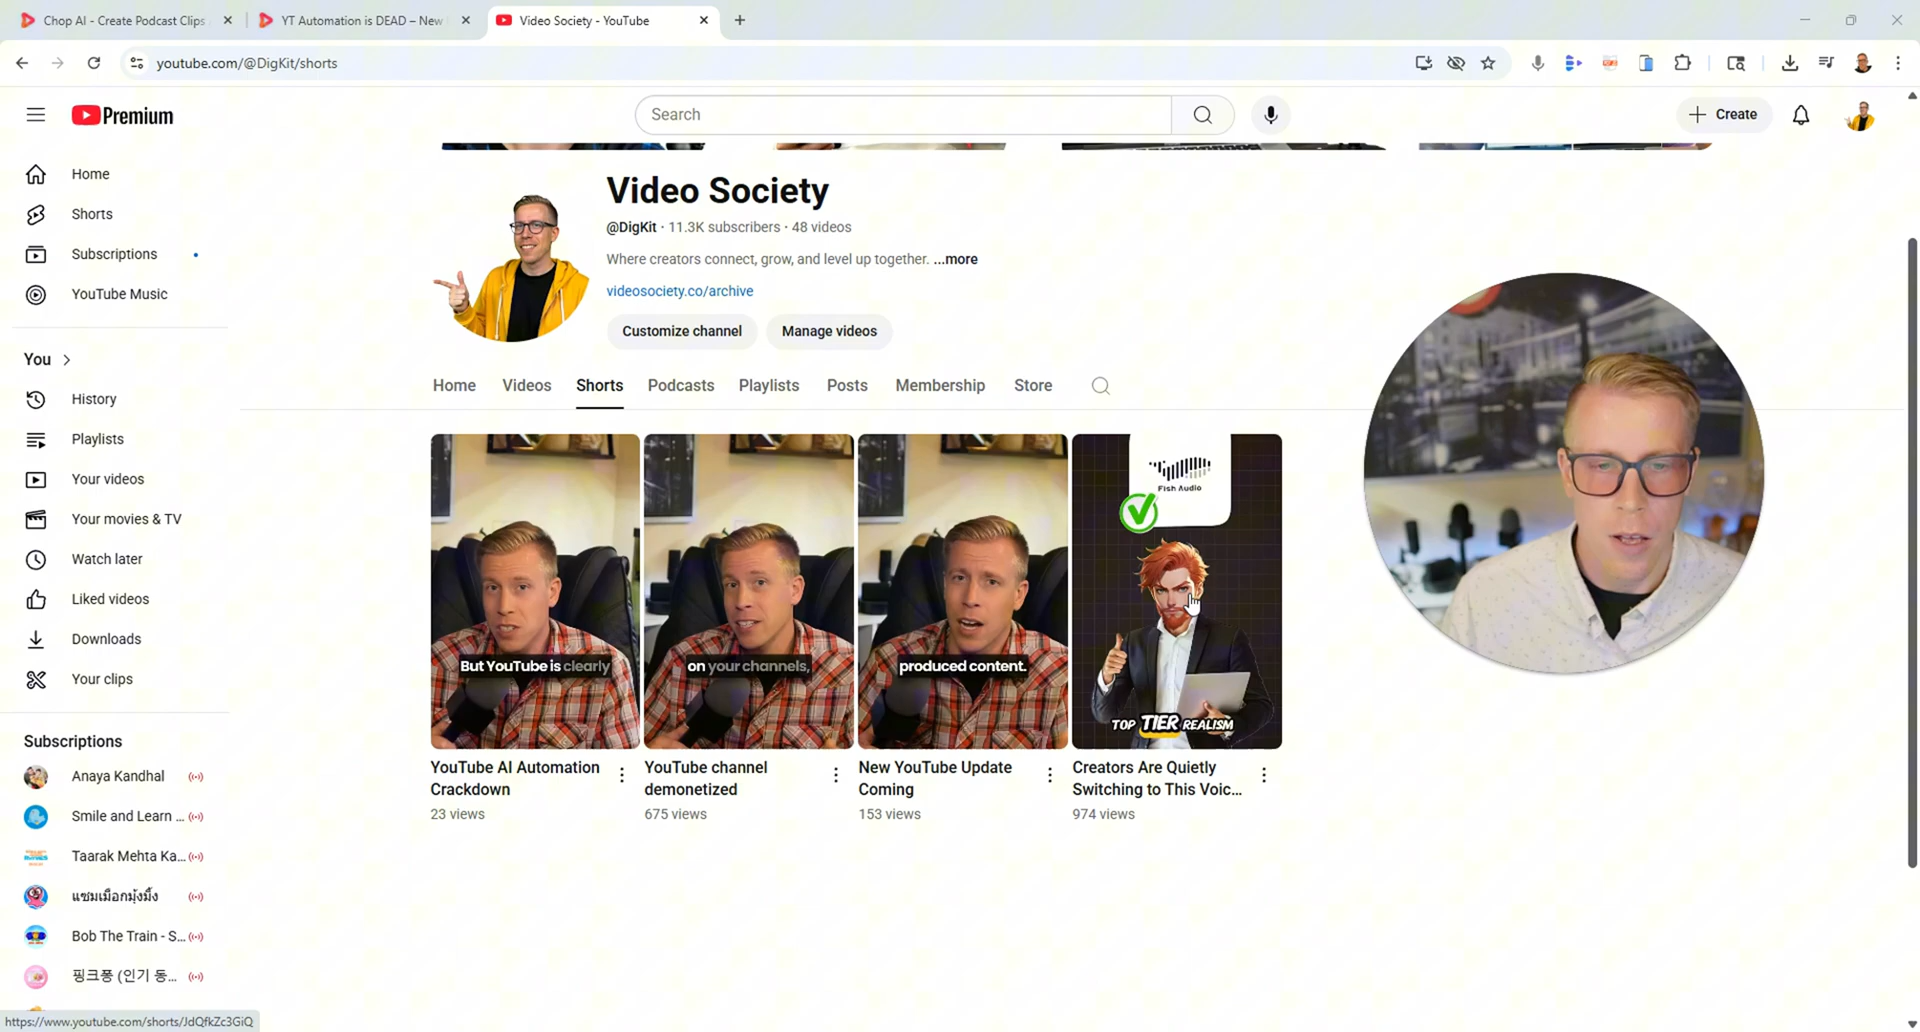 Chop AI - Create Podcast Clips
YT Automation is DEAD – New
Video Society - YouTube
youtube.com/@DigKit/shorts
Premium
Search
Create
Home
Shorts
Subscriptions
YouTube Music
You
History
Playlists
Your videos
Your movies & TV
Watch later
Liked videos
Downloads
Your clips
Subscriptions
Anaya Kandhal
Smile and Learn ...
Taarak Mehta Ka...
แซมเมือกมุ้งมิ้ง
Bob The Train - S...
핑크퐁 (인기 동...
Video Society
@DigKit · 11.3K subscribers · 48 videos
Where creators connect, grow, and level up together. ...more
videosociety.co/archive
Customize channel
Manage videos
Home
Videos
Shorts
Podcasts
Playlists
Posts
Membership
Store
But YouTube is clearly
on your channels,
produced content.
Fish Audio
TOP TIER REALISM
YouTube AI Automation
Crackdown
23 views
YouTube channel
demonetized
675 views
New YouTube Update
Coming
153 views
Creators Are Quietly
Switching to This Voic...
974 views
https://www.youtube.com/shorts/JdQfkZc3GiQ